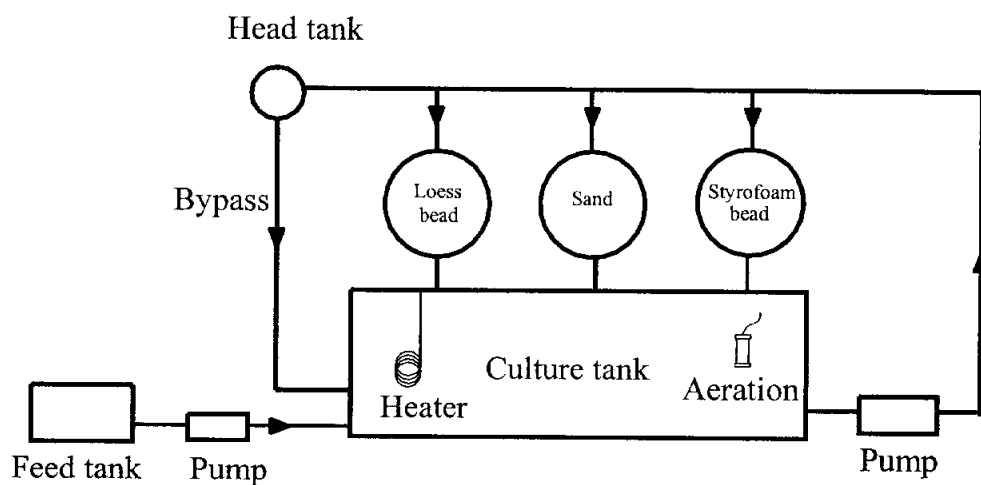 Head tank
Bypass
Loess
bead
Sand
Styrofoam
bead
Culture tank
Heater
Aeration
Feed tank
Pump
Pump